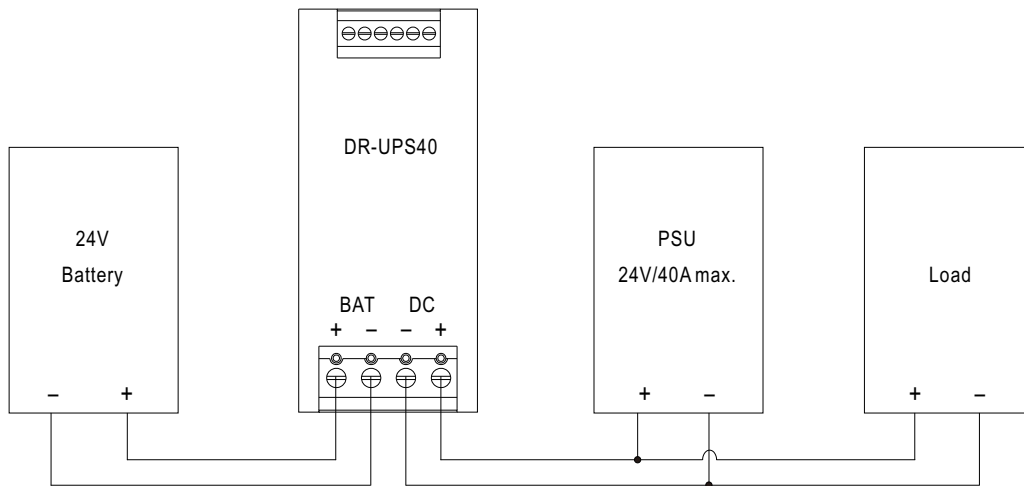 DR-UPS40
24V
Battery
PSU
24V/40A max.
Load
BAT DC
+ − − +
− +
+ −
+ −